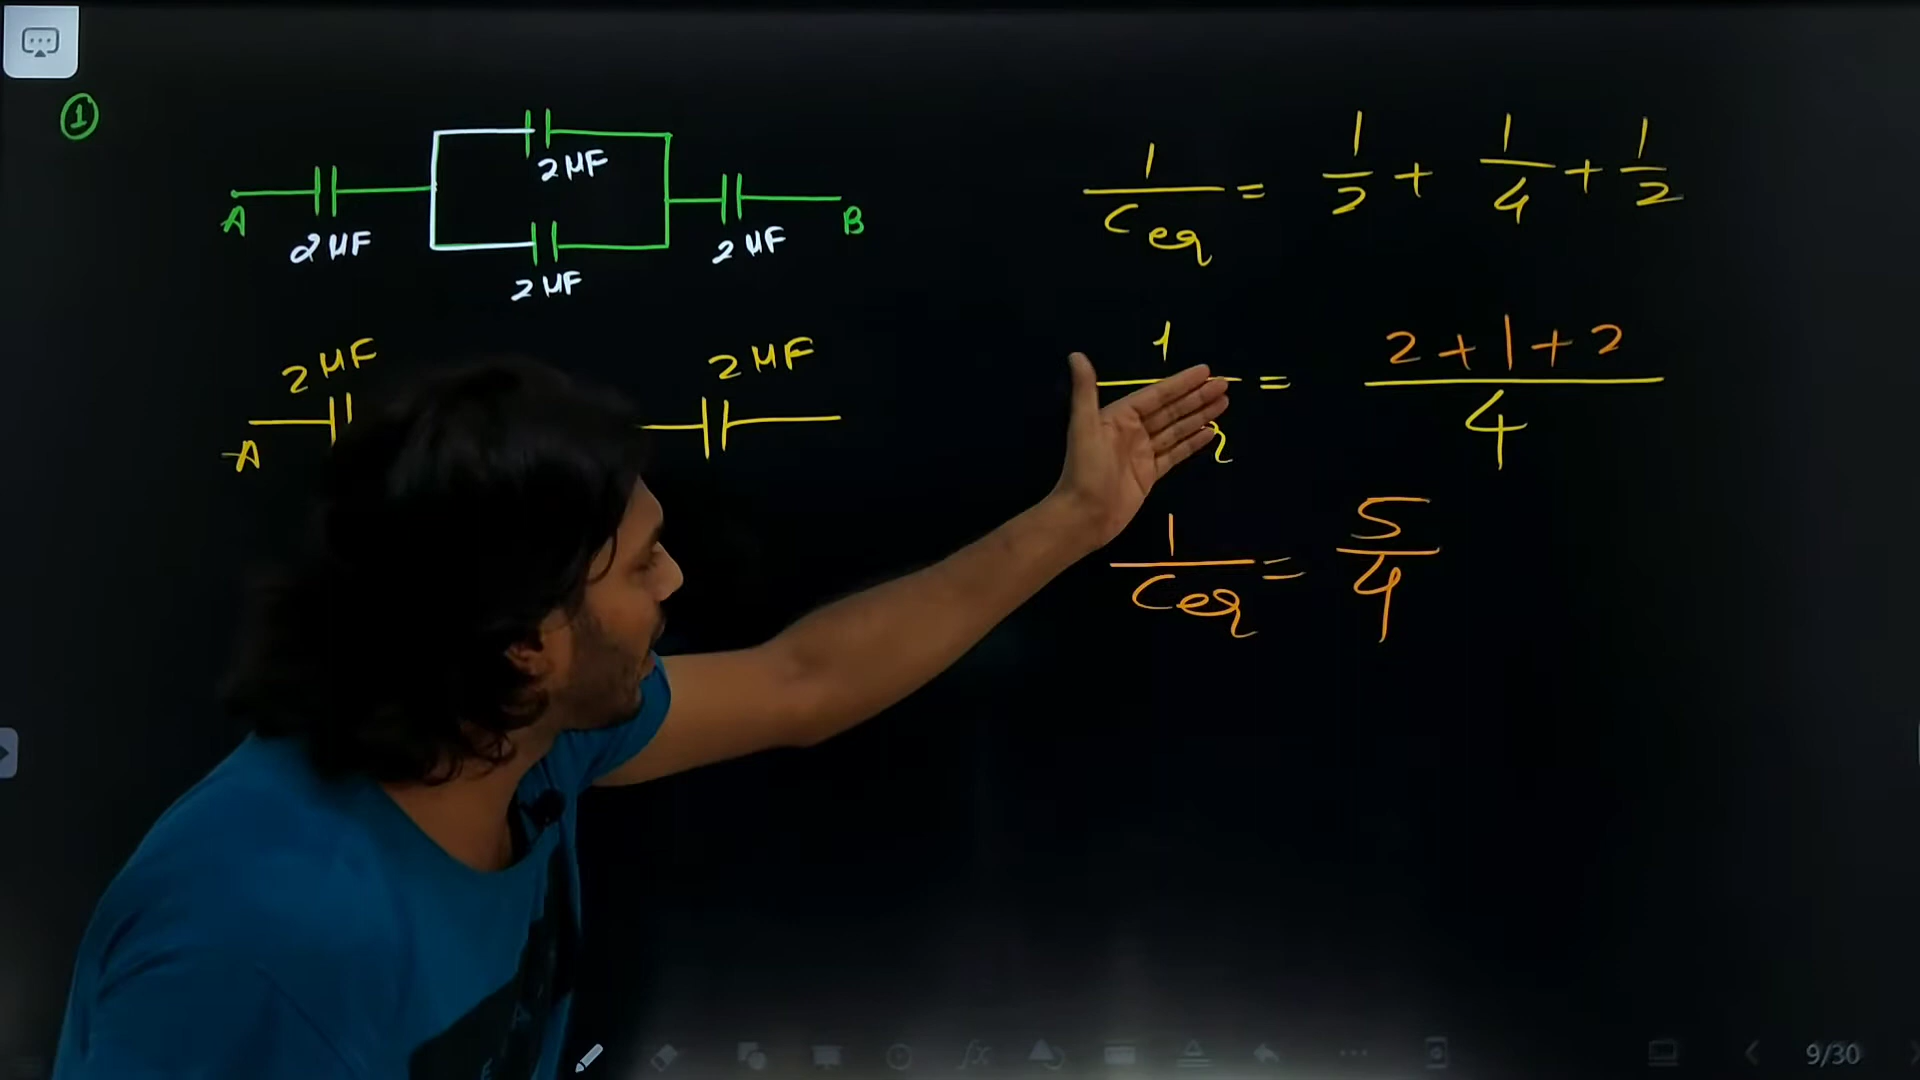 ①
2 µF
A
2 µF
2 µF
B
2 µF
2 µF
2 µF
A
1/Ceq = 1/2 + 1/4 + 1/2
1 = 2+1+2/4
1/Ceq = 5/4
9/30